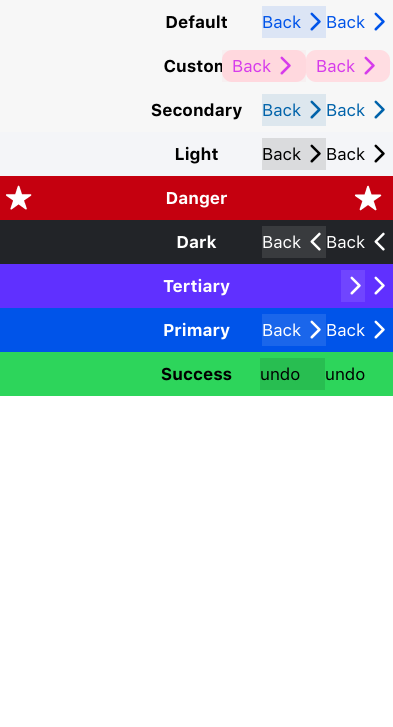 Default Back Back
Custom Back Back
Secondary Back Back
Light Back Back
Danger
Dark Back Back
Tertiary
Primary Back Back
Success undo undo